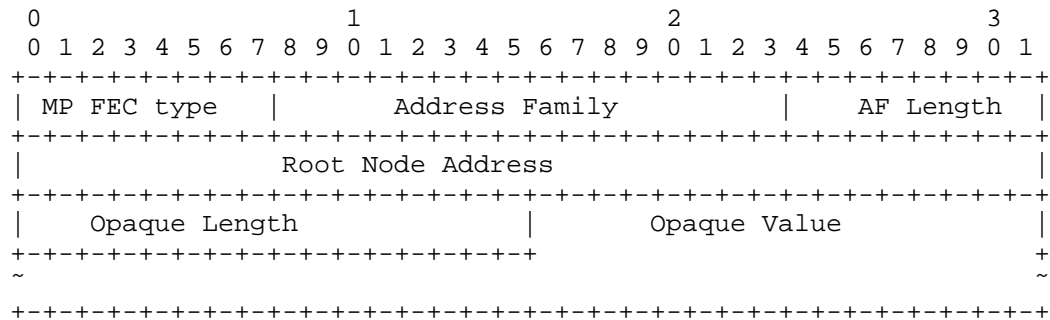 0                   1                   2                   3
 0 1 2 3 4 5 6 7 8 9 0 1 2 3 4 5 6 7 8 9 0 1 2 3 4 5 6 7 8 9 0 1
+-+-+-+-+-+-+-+-+-+-+-+-+-+-+-+-+-+-+-+-+-+-+-+-+-+-+-+-+-+-+-+-+
| MP FEC type   |       Address Family          |    AF Length  |
+-+-+-+-+-+-+-+-+-+-+-+-+-+-+-+-+-+-+-+-+-+-+-+-+-+-+-+-+-+-+-+-+
|                Root Node Address                              |
+-+-+-+-+-+-+-+-+-+-+-+-+-+-+-+-+-+-+-+-+-+-+-+-+-+-+-+-+-+-+-+-+
|    Opaque Length              |       Opaque Value            |
+-+-+-+-+-+-+-+-+-+-+-+-+-+-+-+-+                               +
~                                                               ~
+-+-+-+-+-+-+-+-+-+-+-+-+-+-+-+-+-+-+-+-+-+-+-+-+-+-+-+-+-+-+-+-+